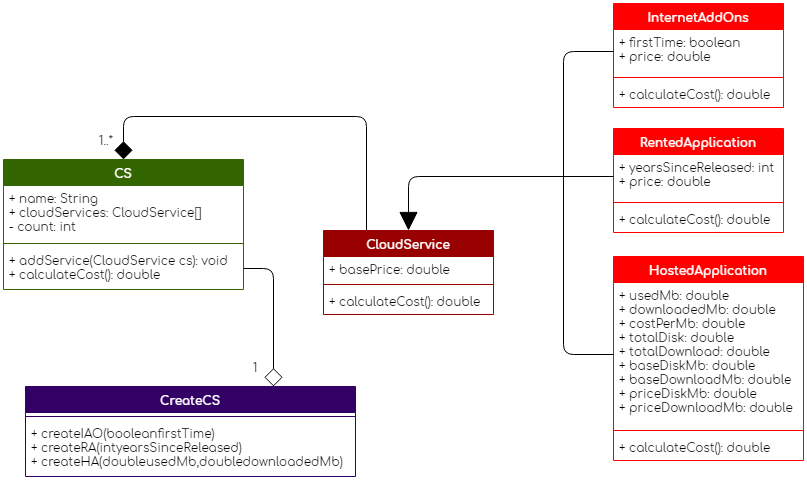 InternetAddOns
+ firstTime: boolean
+ price: double
+ calculateCost(): double
RentedApplication
+ yearsSinceReleased: int
+ price: double
+ calculateCost(): double
HostedApplication
+ usedMb: double
+ downloadedMb: double
+ costPerMb: double
+ totalDisk: double
+ totalDownload: double
+ baseDiskMb: double
+ baseDownloadMb: double
+ priceDiskMb: double
+ priceDownloadMb: double
+ calculateCost(): double
1..*
CS
+ name: String
+ cloudServices: CloudService[]
- count: int
+ addService(CloudService cs): void
+ calculateCost(): double
CloudService
+ basePrice: double
+ calculateCost(): double
1
CreateCS
+ createIAO(booleanfirstTime)
+ createRA(intyearsSinceReleased)
+ createHA(doubleusedMb,doubledownloadedMb)